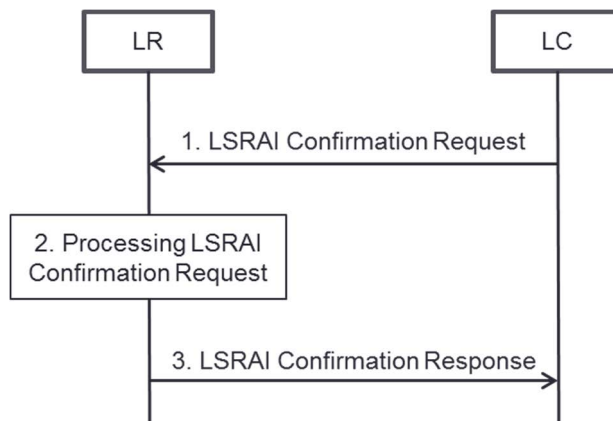 LR
LC
1. LSRAI Confirmation Request
2. Processing LSRAI
Confirmation Request
3. LSRAI Confirmation Response